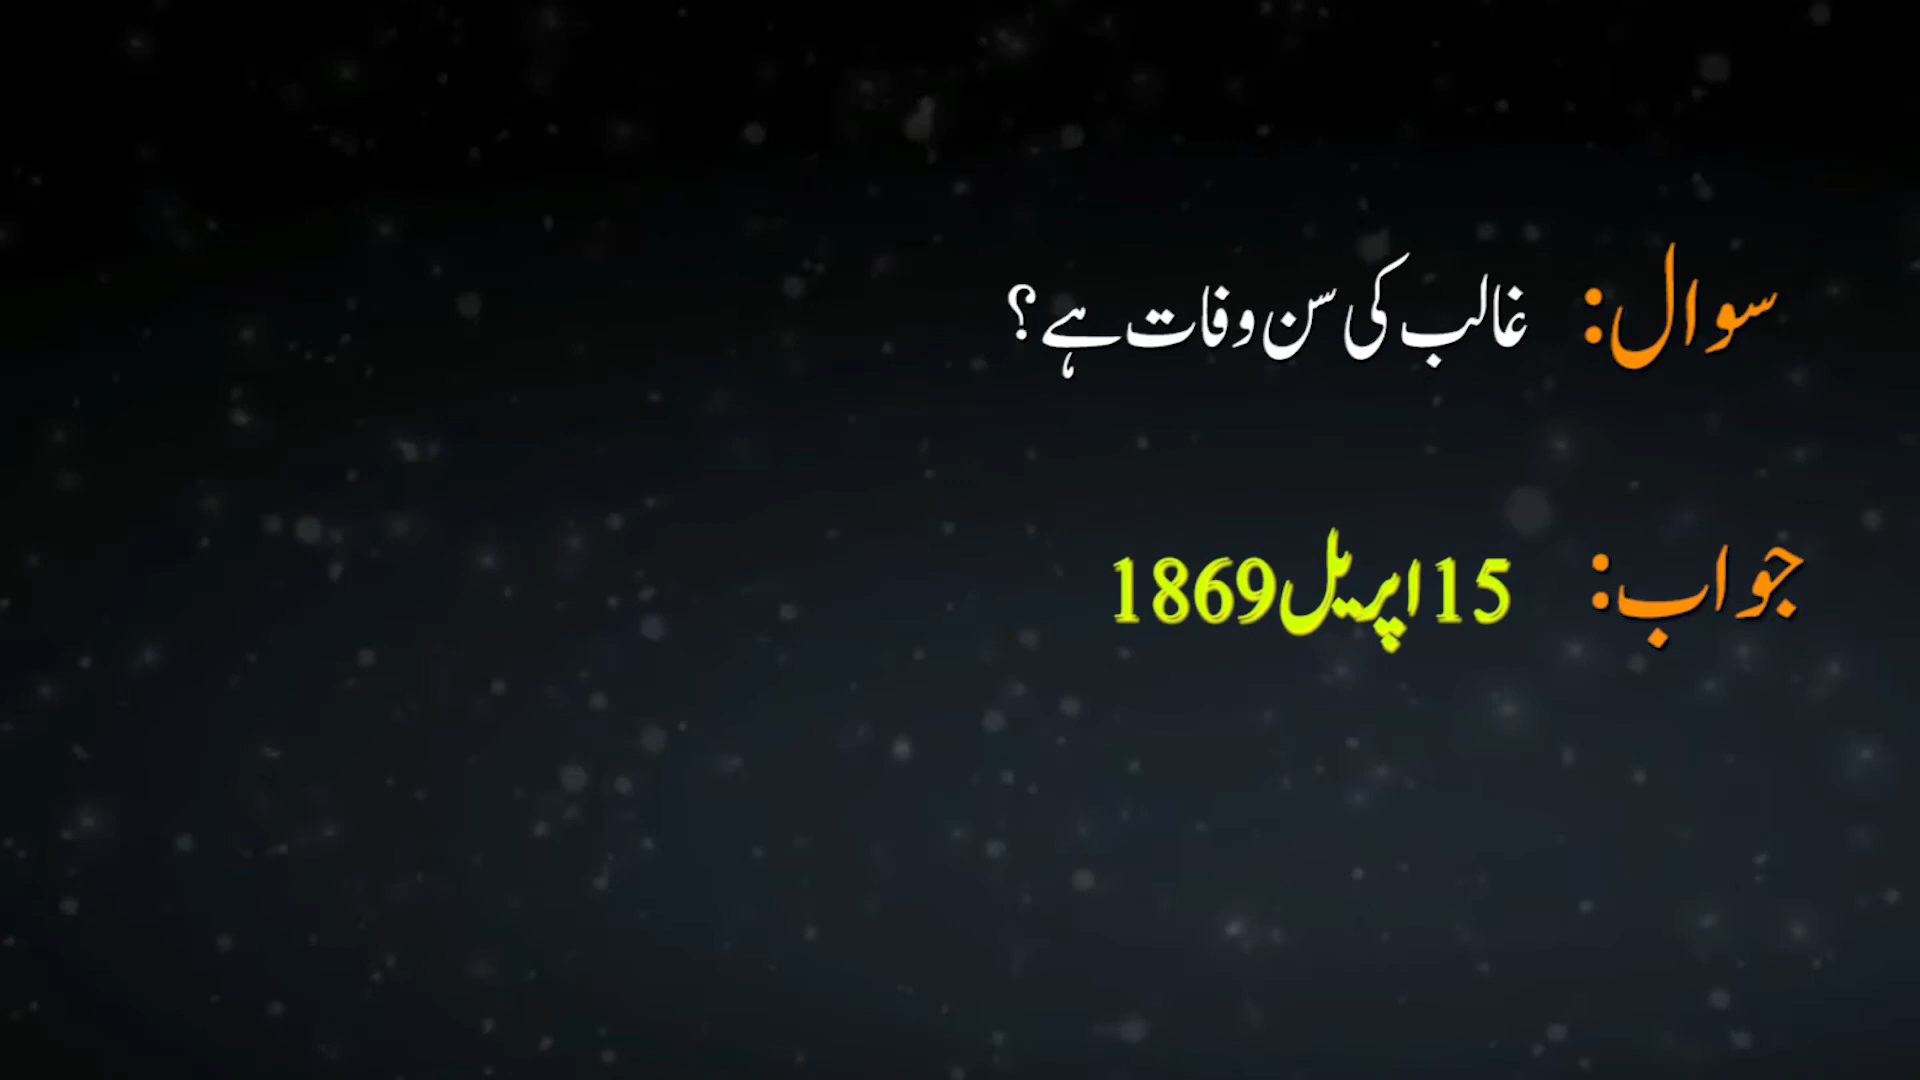 سوال: غالب کی سن وفات ہے؟
جواب: 15 اپریل 1869